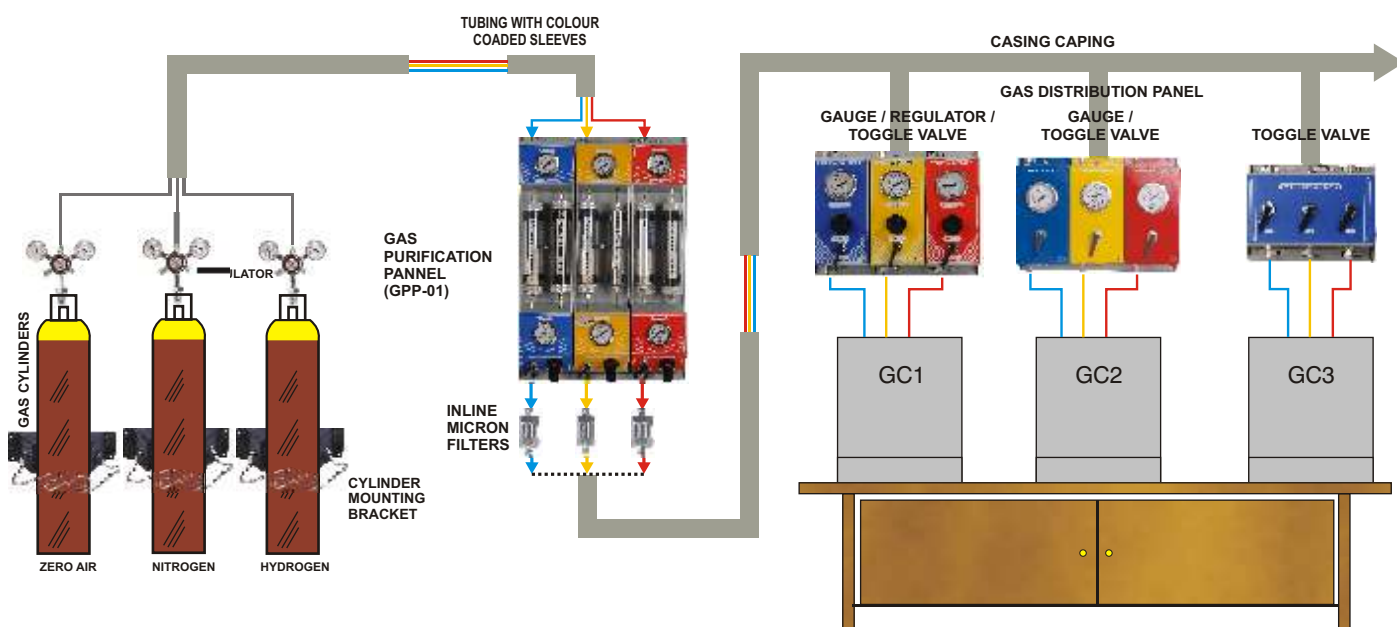 TUBING WITH COLOUR
COADED SLEEVES
CASING CAPING
GAS DISTRIBUTION PANEL
GAUGE / REGULATOR /
TOGGLE VALVE
GAUGE /
TOGGLE VALVE
TOGGLE VALVE
GAS
PURIFICATION
PANNEL
(GPP-01)
ILATOR
GAS CYLINDERS
INLINE
MICRON
FILTERS
CYLINDER
MOUNTING
BRACKET
ZERO AIR
NITROGEN
HYDROGEN
GC1
GC2
GC3